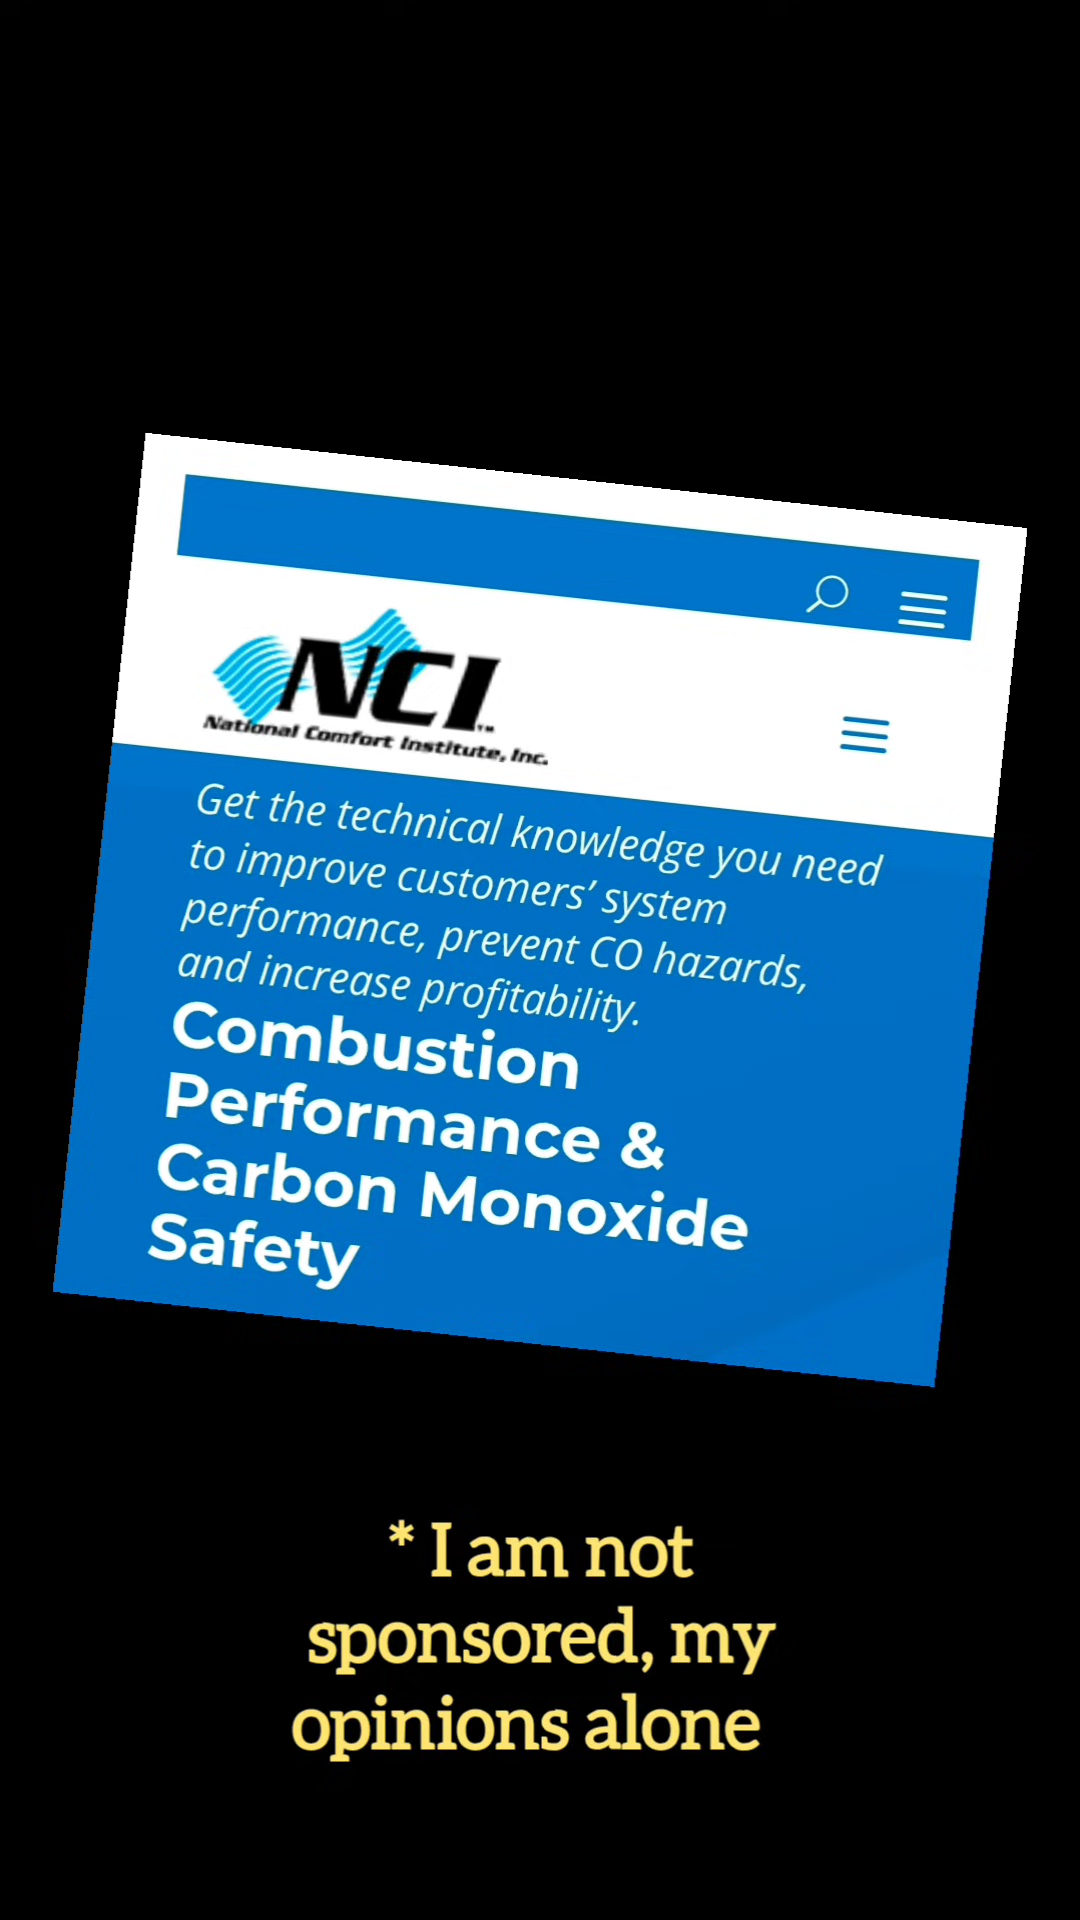 NCI™
National Comfort Institute, Inc.
Get the technical knowledge you need
to improve customers’ system
performance, prevent CO hazards,
and increase profitability.
Combustion
Performance &
Carbon Monoxide
Safety
* I am not
sponsored, my
opinions alone